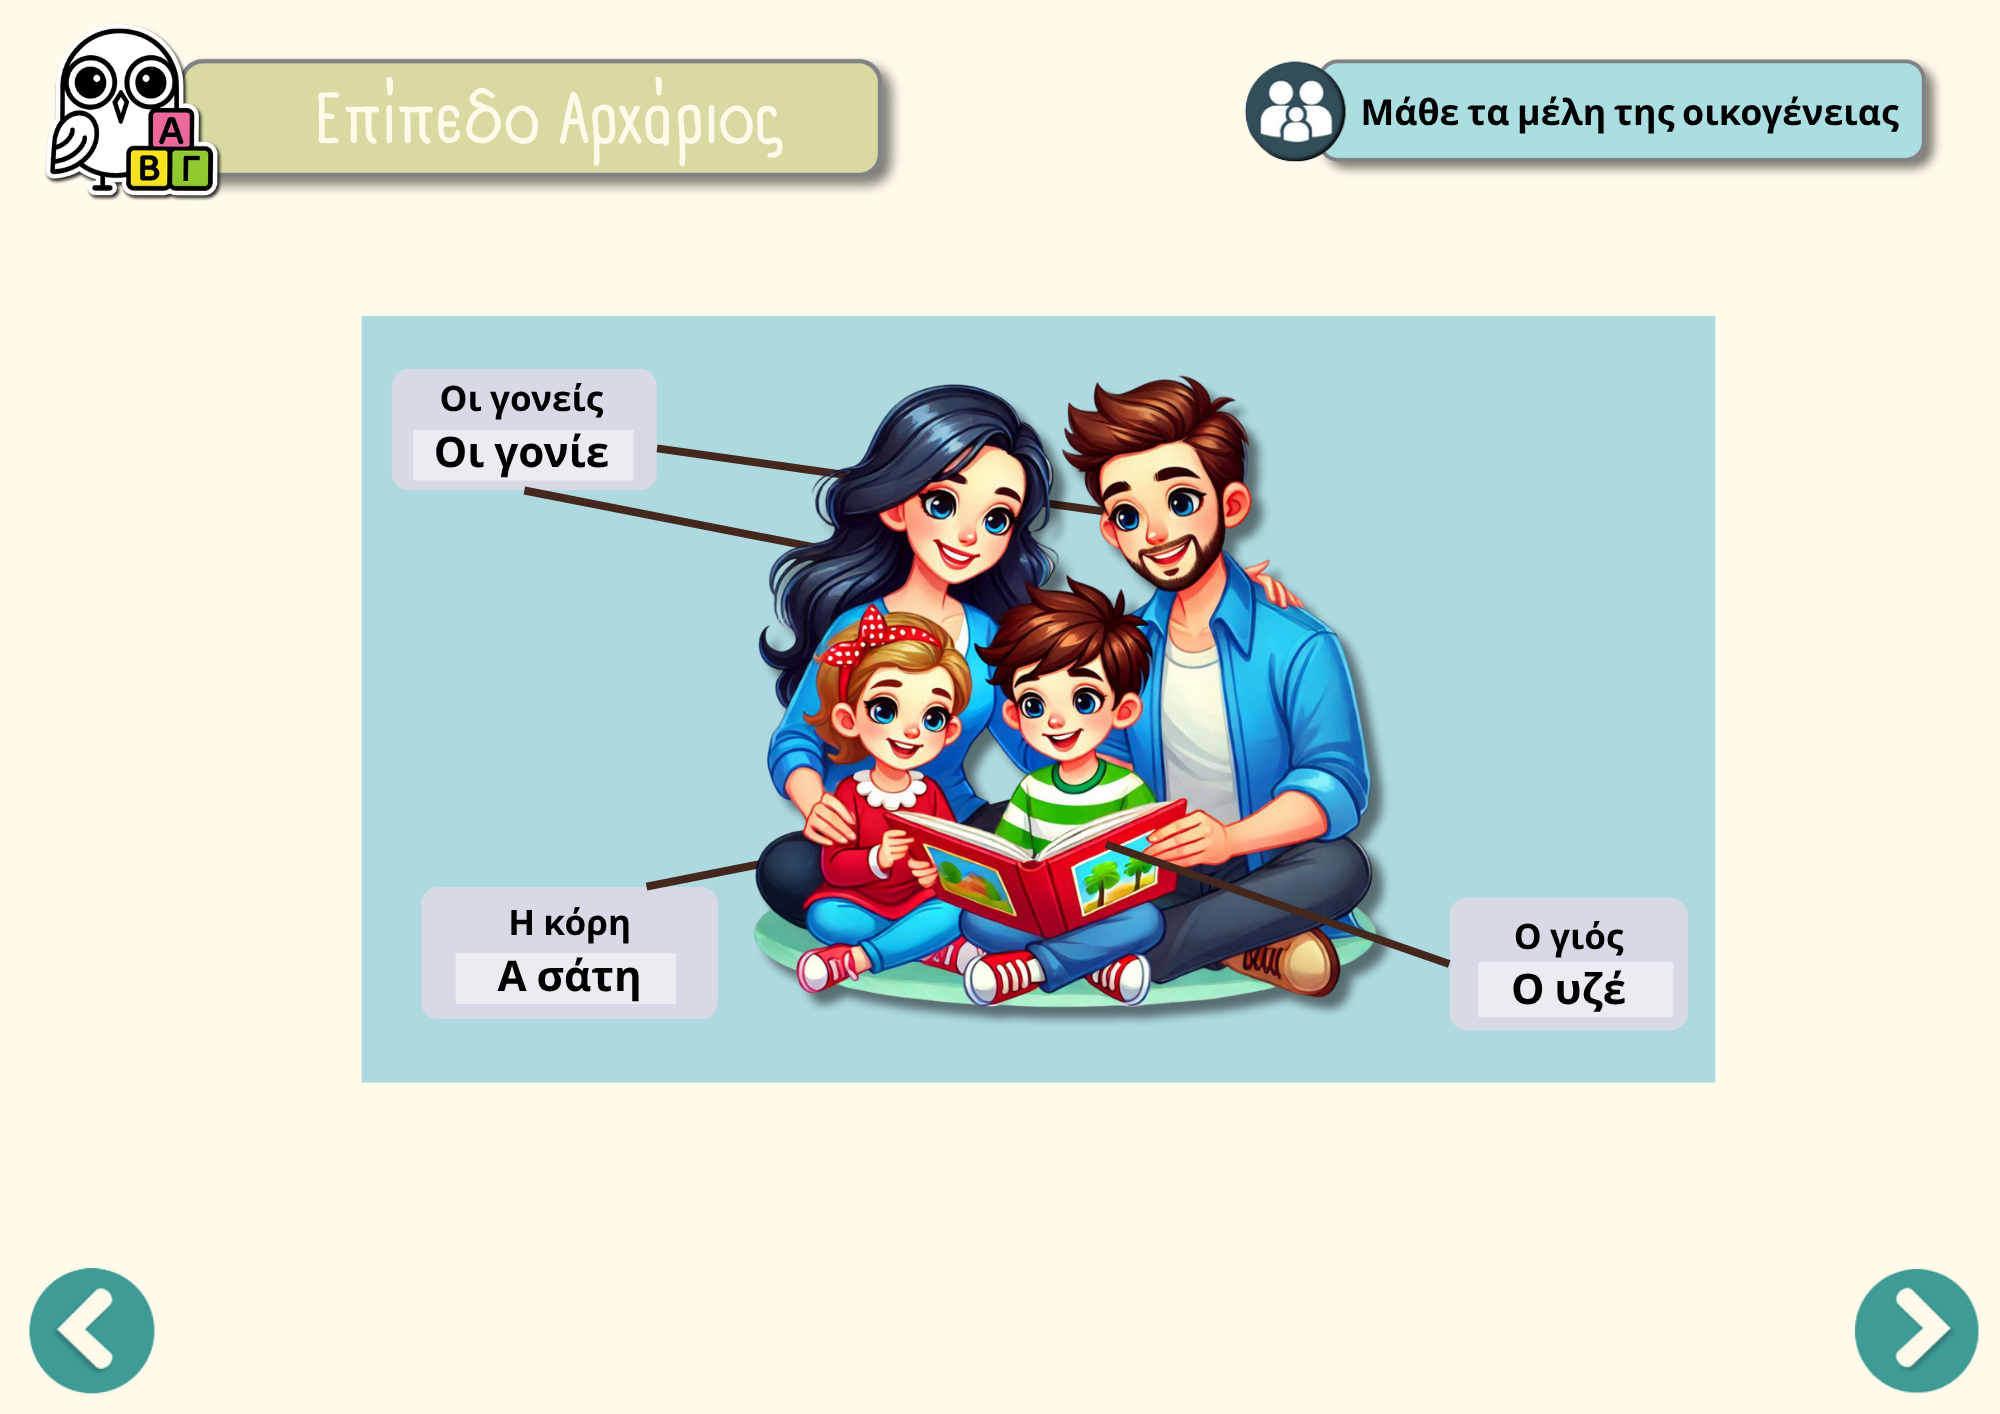 Επίπεδο Αρχάριος
Μάθε τα μέλη της οικογένειας
Α
Β Γ
Οι γονείς
Οι γονίε
Η κόρη
Α σάτη
Ο γιός
Ο υζέ